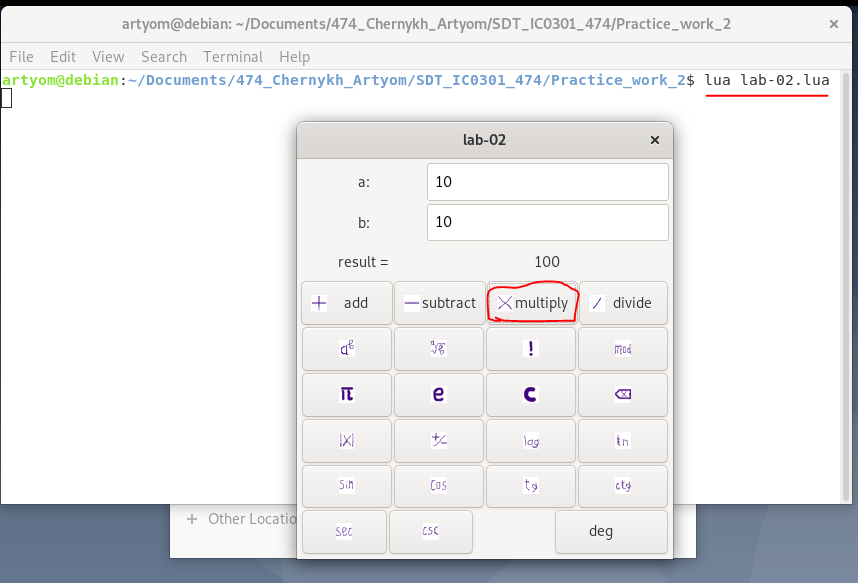 artyom@debian: ~/Documents/474_Chernykh_Artyom/SDT_IC0301_474/Practice_work_2
File Edit View Search Terminal Help
artyom@debian:~/Documents/474_Chernykh_Artyom/SDT_IC0301_474/Practice_work_2$ lua lab-02.lua
lab-02
a: 10
b: 10
result = 100
+ add — subtract × multiply / divide
! mod
π e C
|X| +/- log ln
sin cos tg ctg
sec csc deg
+ Other Locatio